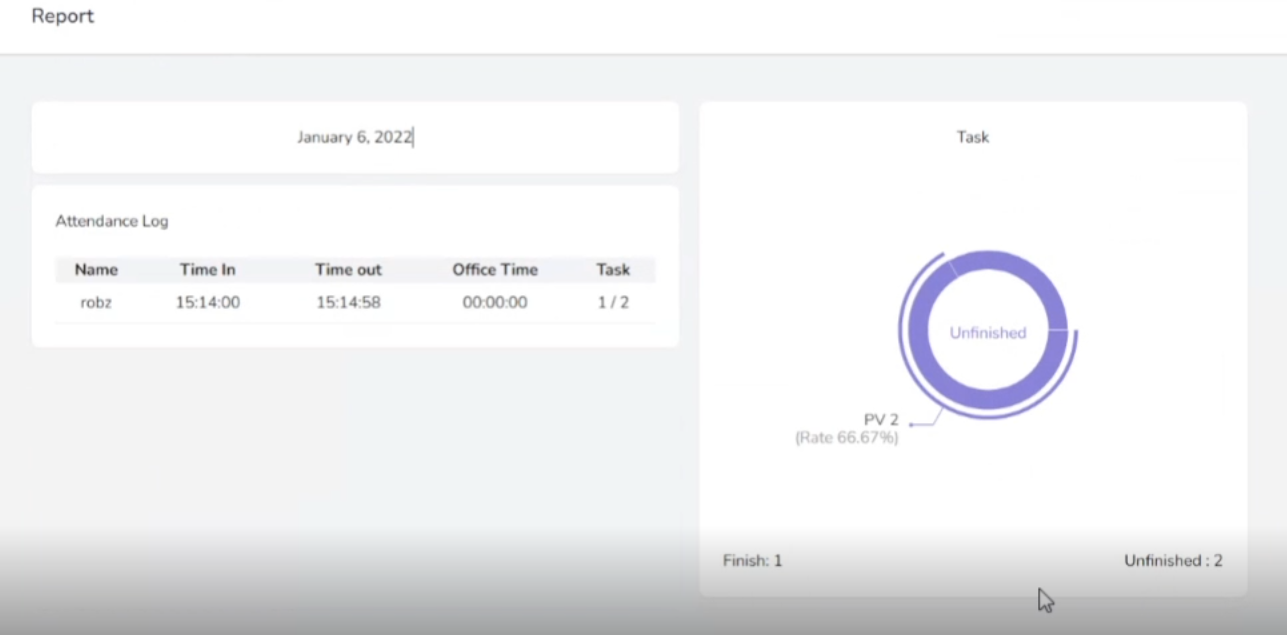 Report
January 6, 2022
Attendance Log
Name Time In Time out Office Time Task
robz 15:14:00 15:14:58 00:00:00 1 / 2
Task
Unfinished
PV 2
(Rate 66.67%)
Finish: 1 Unfinished : 2